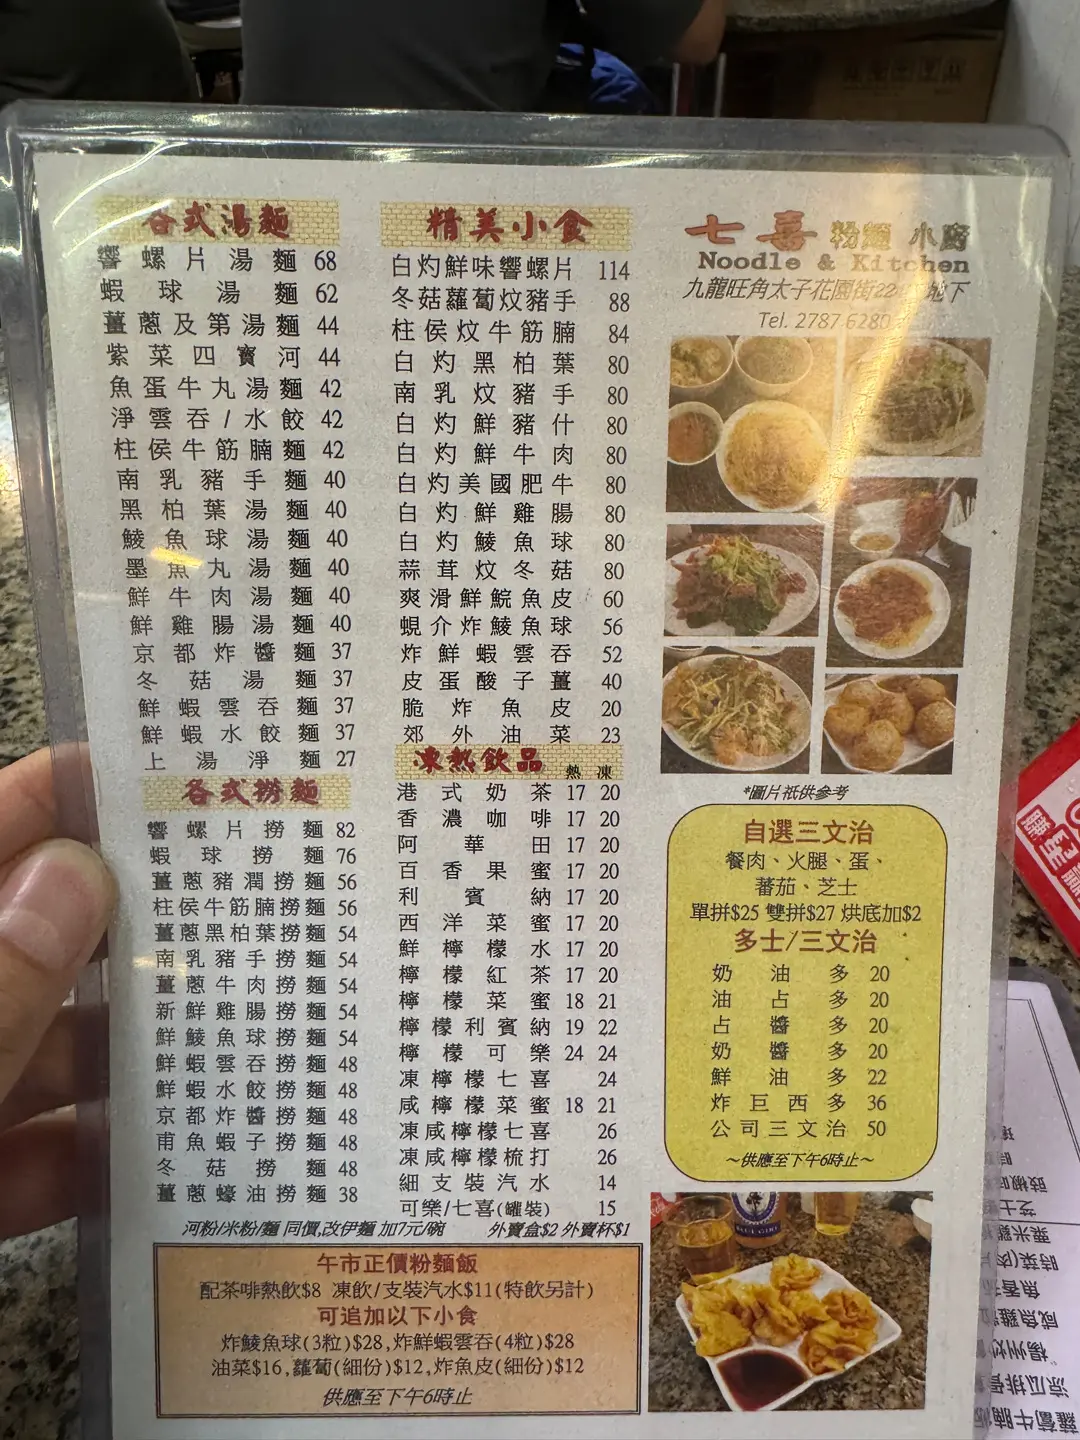 各式湯麵
響螺片湯麵 68
蝦球湯麵 62
薑蔥及第湯麵 44
紫菜四寶河 44
魚蛋牛丸湯麵 42
淨雲吞/水餃 42
柱侯牛筋腩麵 42
南乳豬手麵 40
黑柏葉湯麵 40
鯪魚球湯麵 40
墨魚丸湯麵 40
鮮牛肉湯麵 40
鮮雞腸湯麵 40
京都炸醬麵 37
冬菇湯麵 37
鮮蝦雲吞麵 37
鮮蝦水餃麵 37
上湯淨麵 27
各式撈麵
響螺片撈麵 82
蝦球撈麵 76
薑蔥豬潤撈麵 56
柱侯牛筋腩撈麵 56
薑蔥黑柏葉撈麵 54
南乳豬手撈麵 54
薑蔥牛肉撈麵 54
新鮮雞腸撈麵 54
鮮鯪魚球撈麵 54
鮮蝦雲吞撈麵 48
鮮蝦水餃撈麵 48
京都炸醬撈麵 48
甫魚蝦子撈麵 48
冬菇撈麵 48
薑蔥蠔油撈麵 38
精美小食
白灼鮮味響螺片 114
冬菇蘿蔔炆豬手 88
柱侯炆牛筋腩 84
白灼黑柏葉 80
南乳炆豬手 80
白灼鮮豬什 80
白灼鮮牛肉 80
白灼美國肥牛 80
白灼鮮雞腸 80
白灼鯪魚球 80
蒜茸炆冬菇 80
爽滑鮮鯇魚皮 60
蜆介炸鯪魚球 56
炸鮮蝦雲吞 52
皮蛋酸子薑 40
脆炸魚皮 20
郊外油菜 23
凍熱飲品 熱 凍
港式奶茶 17 20
香濃咖啡 17 20
阿華田 17 20
百香果蜜 17 20
利賓納 17 20
西洋菜蜜 17 20
鮮檸檬水 17 20
檸檬紅茶 17 20
檸檬菜蜜 18 21
檸檬利賓納 19 22
檸檬可樂 24 24
凍檸檬七喜 24
咸檸檬菜蜜 18 21
凍咸檸檬七喜 26
凍咸檸檬梳打 26
細支裝汽水 14
可樂/七喜(罐裝) 15
河粉/米粉/麵 同價,改伊麵 加7元/碗 外賣盒$2 外賣杯$1
午市正價粉麵飯
配茶啡熱飲$8 凍飲/支裝汽水$11(特飲另計)
可追加以下小食
炸鯪魚球(3粒)$28,炸鮮蝦雲吞(4粒)$28
油菜$16,蘿蔔(細份)$12,炸魚皮(細份)$12
供應至下午6時止
七喜 粉麵 小廚
Noodle & Kitchen
九龍旺角太子花園街22 地下
Tel. 2787 6280
*圖片祇供參考
自選三文治
餐肉、火腿、蛋、
蕃茄、芝士
單拼$25 雙拼$27 烘底加$2
多士/三文治
奶油多 20
油占多 20
占醬多 20
奶醬多 20
鮮油多 22
炸巨西多 36
公司三文治 50
～供應至下午6時止～
BLUE GIRL